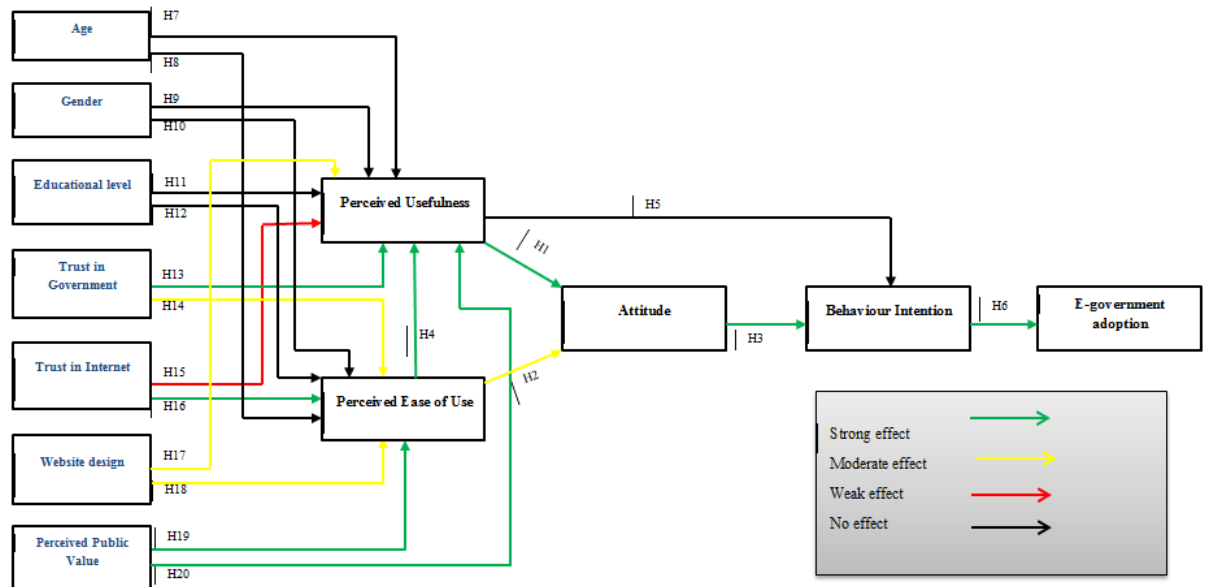 Age
H7
H8
Gender
H9
H10
Educational level
H11
H12
Trust in
Government
H13
H14
Trust in Internet
H15
H16
Website design
H17
H18
Perceived Public
Value
H19
H20
Perceived Usefulness
Perceived Ease of Use
H4
H1
H2
H5
Attitude
H3
Behaviour Intention
H6
E-government
adoption
Strong effect
Moderate effect
Weak effect
No effect